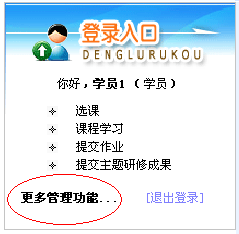 登录入口
DENGLURUKOU
你好，学员1 （ 学员 ）
选课
课程学习
提交作业
提交主题研修成果
更多管理功能... [退出登录]